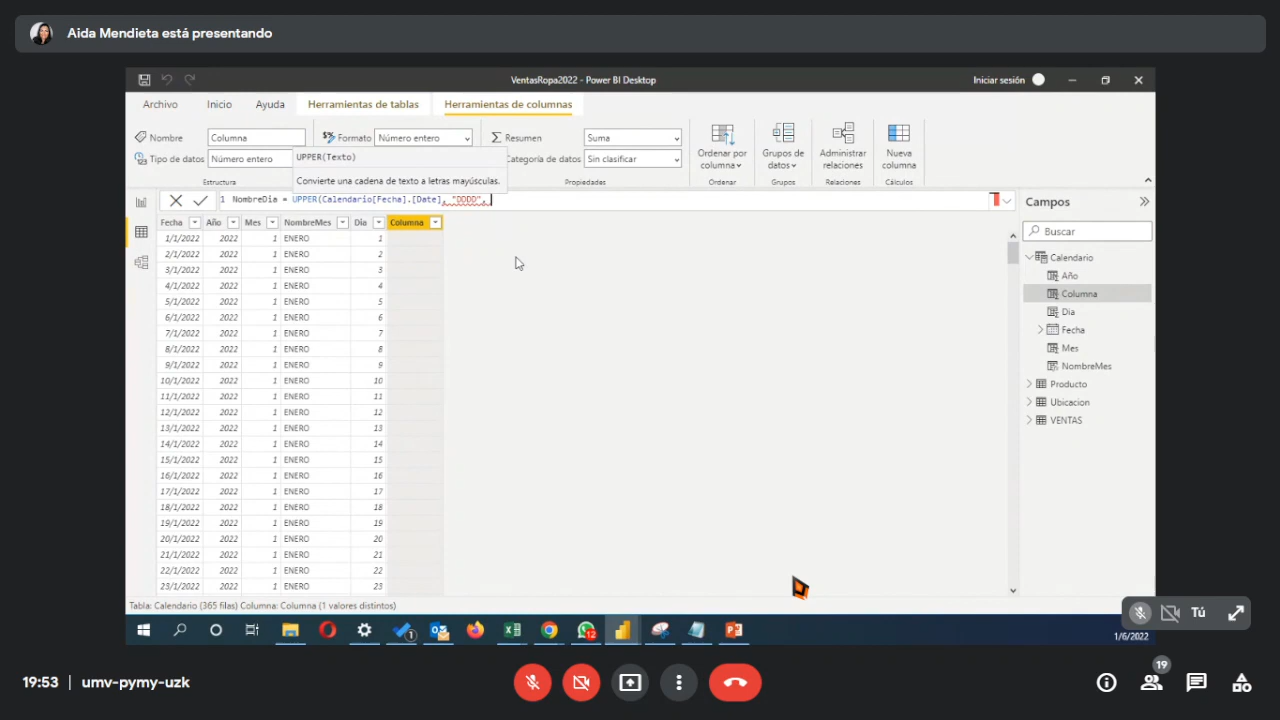 Aida Mendieta está presentando
VentasRopa2022 - Power BI Desktop
Iniciar sesión
Archivo Inicio Ayuda Herramientas de tablas Herramientas de columnas
Nombre Columna Formato Número entero Resumen Suma
Tipo de datos Número entero UPPER(Texto) Categoría de datos Sin clasificar
Convierte una cadena de texto a letras mayúsculas.
Ordenar por columna Grupos de datos Administrar relaciones Nueva columna
Estructura Propiedades Ordenar Grupos Relaciones Cálculos
1 NombreDia = UPPER(Calendario[Fecha].[Date], "DDDD",
Fecha Año Mes NombreMes Dia Columna
1/1/2022 2022 1 ENERO 1
2/1/2022 2022 1 ENERO 2
3/1/2022 2022 1 ENERO 3
4/1/2022 2022 1 ENERO 4
5/1/2022 2022 1 ENERO 5
6/1/2022 2022 1 ENERO 6
7/1/2022 2022 1 ENERO 7
8/1/2022 2022 1 ENERO 8
9/1/2022 2022 1 ENERO 9
10/1/2022 2022 1 ENERO 10
11/1/2022 2022 1 ENERO 11
12/1/2022 2022 1 ENERO 12
13/1/2022 2022 1 ENERO 13
14/1/2022 2022 1 ENERO 14
15/1/2022 2022 1 ENERO 15
16/1/2022 2022 1 ENERO 16
17/1/2022 2022 1 ENERO 17
18/1/2022 2022 1 ENERO 18
19/1/2022 2022 1 ENERO 19
20/1/2022 2022 1 ENERO 20
21/1/2022 2022 1 ENERO 21
22/1/2022 2022 1 ENERO 22
23/1/2022 2022 1 ENERO 23
Campos
Buscar
Calendario
Año
Columna
Dia
Fecha
Mes
NombreMes
Producto
Ubicacion
VENTAS
Tabla: Calendario (365 filas) Columna: Columna (1 valores distintos)
Tú
1
12
1/6/2022
19:53 | umv-pymy-uzk
19